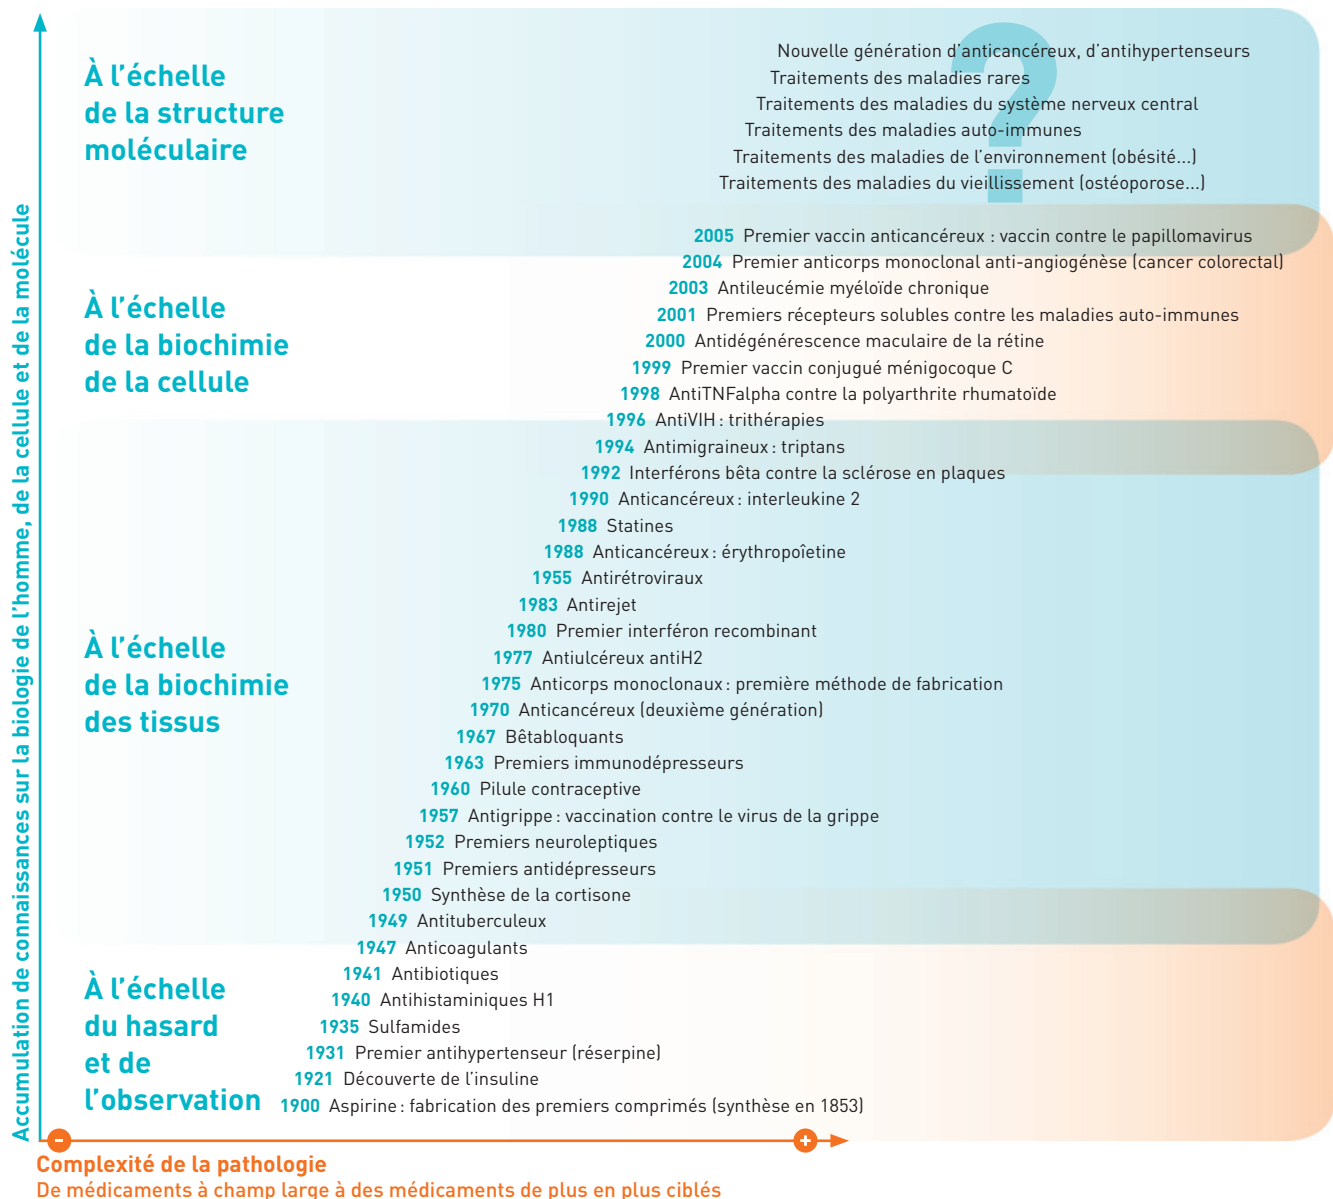 À l’échelle
de la structure
moléculaire
Nouvelle génération d’anticancéreux, d’antihypertenseurs
Traitements des maladies rares
Traitements des maladies du système nerveux central
Traitements des maladies auto-immunes
Traitements des maladies de l’environnement (obésité...)
Traitements des maladies du vieillissement (ostéoporose...)
?
À l’échelle
de la biochimie
de la cellule
2005 Premier vaccin anticancéreux : vaccin contre le papillomavirus
2004 Premier anticorps monoclonal anti-angiogénèse (cancer colorectal)
2003 Antileucémie myéloïde chronique
2001 Premiers récepteurs solubles contre les maladies auto-immunes
2000 Antidégénérescence maculaire de la rétine
1999 Premier vaccin conjugué ménigocoque C
1998 AntiTNFalpha contre la polyarthrite rhumatoïde
1996 AntiVIH : trithérapies
1994 Antimigraineux : triptans
1992 Interférons bêta contre la sclérose en plaques
1990 Anticancéreux : interleukine 2
1988 Statines
1988 Anticancéreux : érythropoîetine
1955 Antirétroviraux
1983 Antirejet
1980 Premier interféron recombinant
1977 Antiulcéreux antiH2
1975 Anticorps monoclonaux : première méthode de fabrication
1970 Anticancéreux (deuxième génération)
1967 Bêtabloquants
1963 Premiers immunodépresseurs
1960 Pilule contraceptive
1957 Antigrippe : vaccination contre le virus de la grippe
1952 Premiers neuroleptiques
1951 Premiers antidépresseurs
1950 Synthèse de la cortisone
1949 Antituberculeux
1947 Anticoagulants
1941 Antibiotiques
1940 Antihistaminiques H1
1935 Sulfamides
1931 Premier antihypertenseur (réserpine)
1921 Découverte de l’insuline
1900 Aspirine : fabrication des premiers comprimés (synthèse en 1853)
À l’échelle
de la biochimie
des tissus
À l’échelle
du hasard
et de
l’observation
Accumulation de connaissances sur la biologie de l’homme, de la cellule et de la molécule
- +
Complexité de la pathologie
De médicaments à champ large à des médicaments de plus en plus ciblés